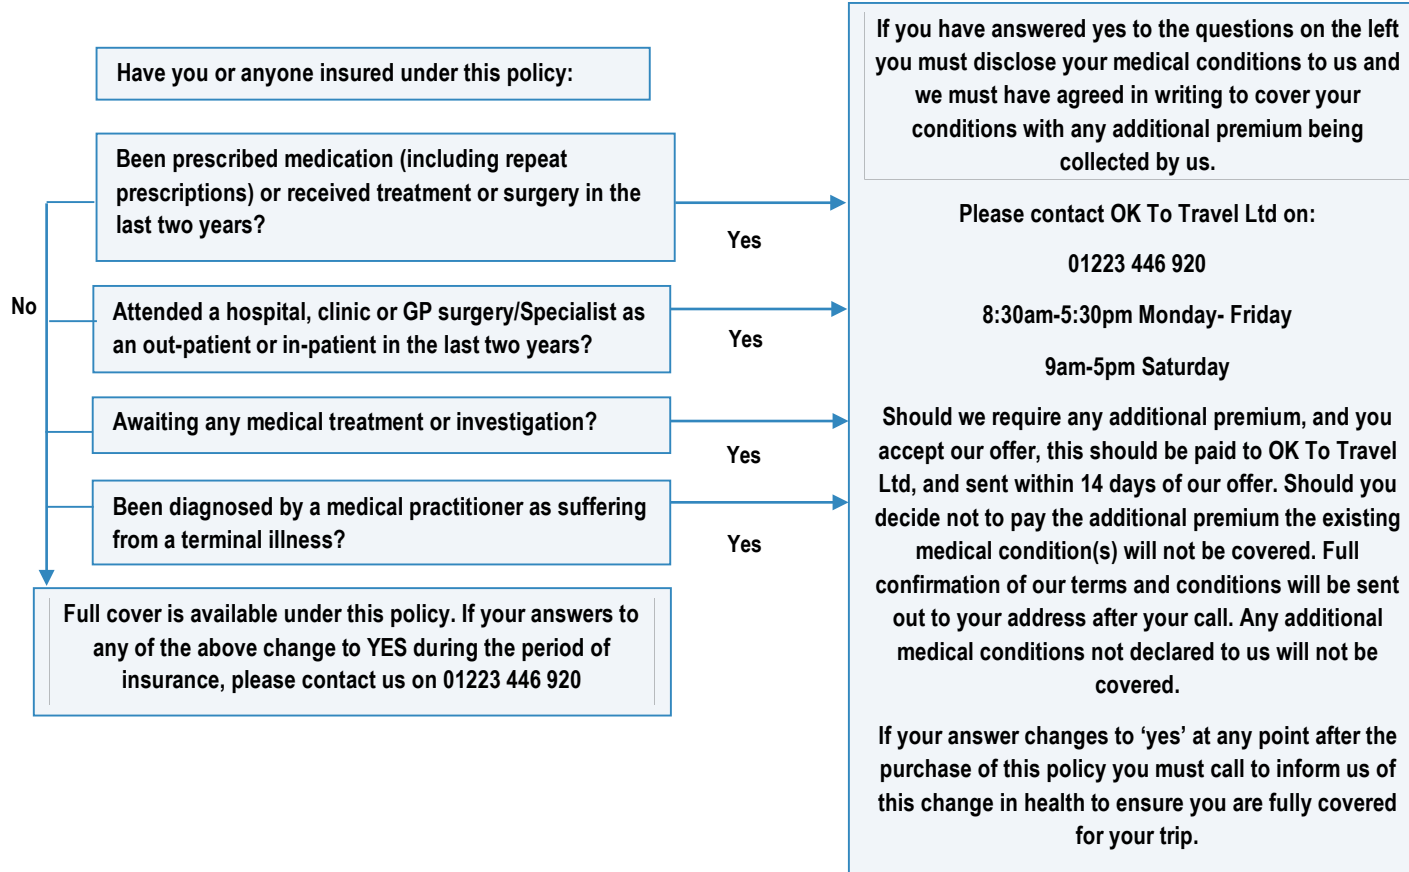 Have you or anyone insured under this policy:
Been prescribed medication (including repeat
prescriptions) or received treatment or surgery in the
last two years?
Yes
No
Attended a hospital, clinic or GP surgery/Specialist as
an out-patient or in-patient in the last two years?
Yes
Awaiting any medical treatment or investigation?
Yes
Been diagnosed by a medical practitioner as suffering
from a terminal illness?
Yes
Full cover is available under this policy. If your answers to
any of the above change to YES during the period of
insurance, please contact us on 01223 446 920
If you have answered yes to the questions on the left
you must disclose your medical conditions to us and
we must have agreed in writing to cover your
conditions with any additional premium being
collected by us.
Please contact OK To Travel Ltd on:
01223 446 920
8:30am-5:30pm Monday- Friday
9am-5pm Saturday
Should we require any additional premium, and you
accept our offer, this should be paid to OK To Travel
Ltd, and sent within 14 days of our offer. Should you
decide not to pay the additional premium the existing
medical condition(s) will not be covered. Full
confirmation of our terms and conditions will be sent
out to your address after your call. Any additional
medical conditions not declared to us will not be
covered.
If your answer changes to ‘yes’ at any point after the
purchase of this policy you must call to inform us of
this change in health to ensure you are fully covered
for your trip.